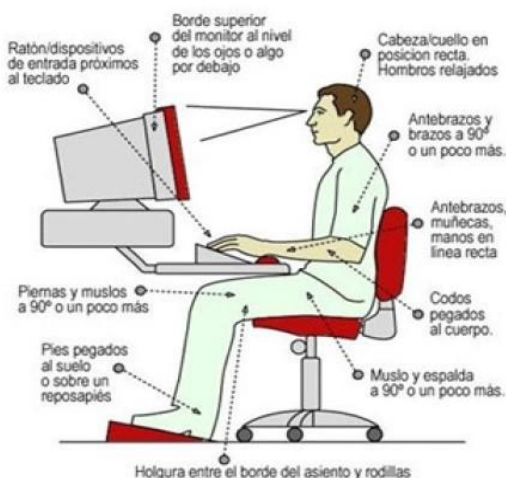 Ratón/dispositivos
de entrada próximos
al teclado
Borde superior
del monitor al nivel
de los ojos o algo
por debajo
Cabeza/cuello en
posicion recta.
Hombros relajados
Antebrazos y
brazos a 90º
o un poco más.
Antebrazos,
muñecas,
manos en
linea recta
Codos
pegados
al cuerpo.
Muslo y espalda
a 90º o un poco más.
Piernas y muslos
a 90º o un poco más
Pies pegados
al suelo
o sobre un
reposapiés
Holgura entre el borde del asiento y rodillas